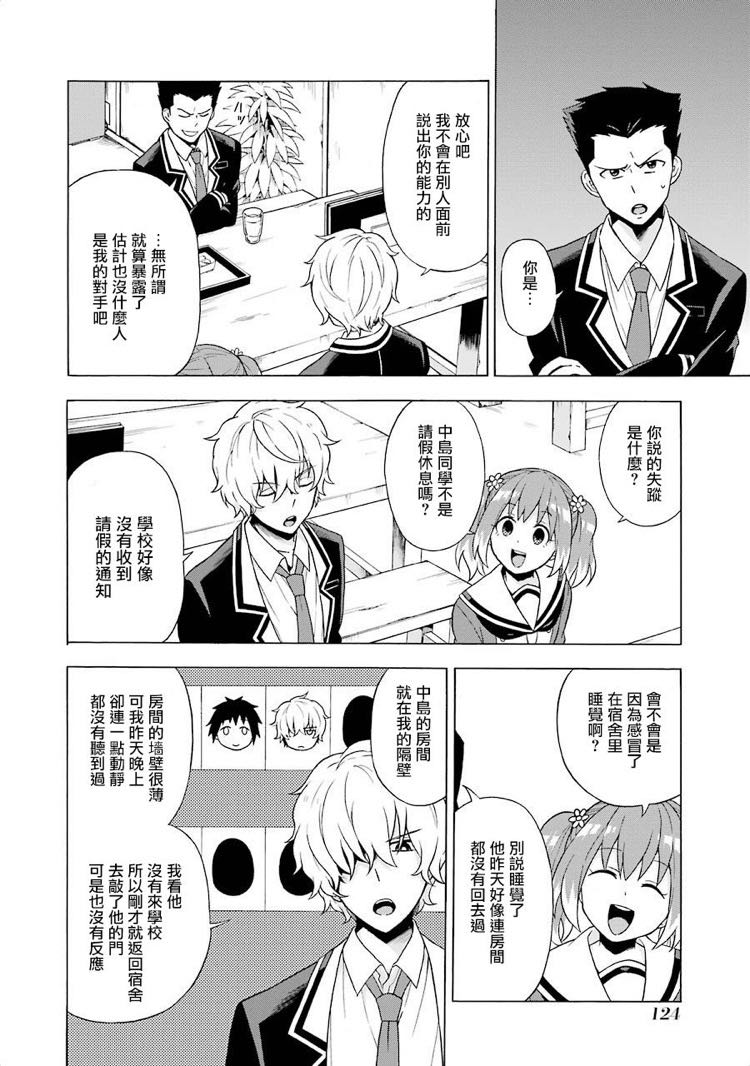 你是…
放心吧
我不會在別人面前
說出你的能力的
…無所謂
就算暴露了
估計也沒什麼人
是我的對手吧
你說的失蹤
是什麼？
中島同學不是
請假休息嗎？
學校好像
沒有收到
請假的通知
會不會是
因為感冒了
在宿舍里
睡覺啊？
別說睡覺了
他昨天好像連房間
都沒有回去過
中島的房間
就在我的隔壁
房間的墻壁很薄
可我昨天晚上
卻連一點動靜
都沒有聽到過
我看他
沒有來學校
所以剛才就返回宿舍
去敲了他的門
可是也沒有反應
124